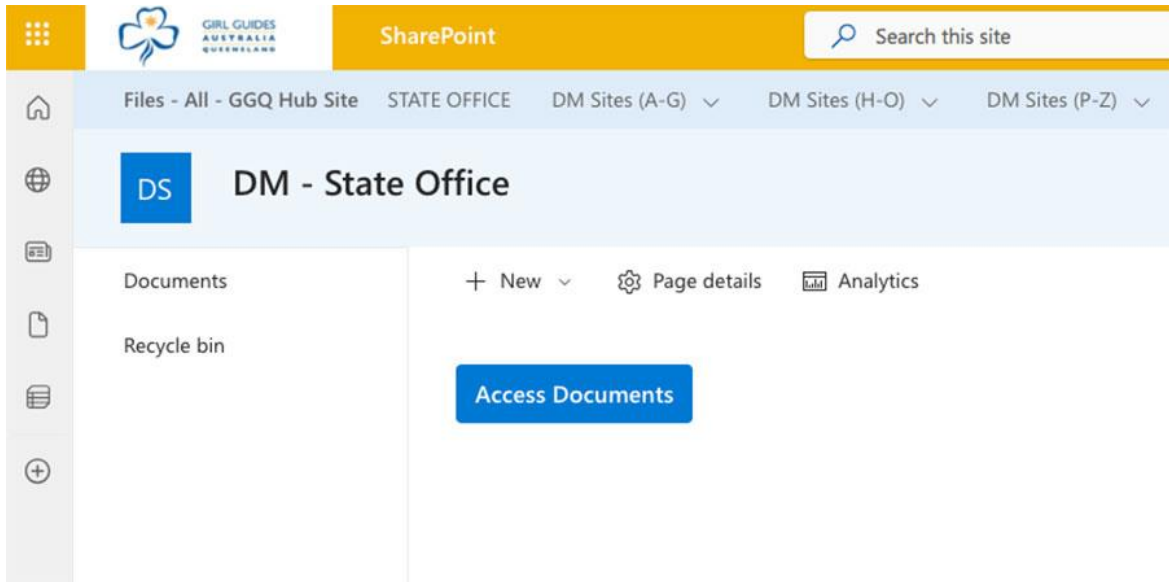 GIRL GUIDES
AUSTRALIA
QUEENSLAND
SharePoint
Search this site
Files - All - GGQ Hub Site STATE OFFICE DM Sites (A-G) DM Sites (H-O) DM Sites (P-Z)
DS DM - State Office
Documents
Recycle bin
+ New Page details Analytics
Access Documents